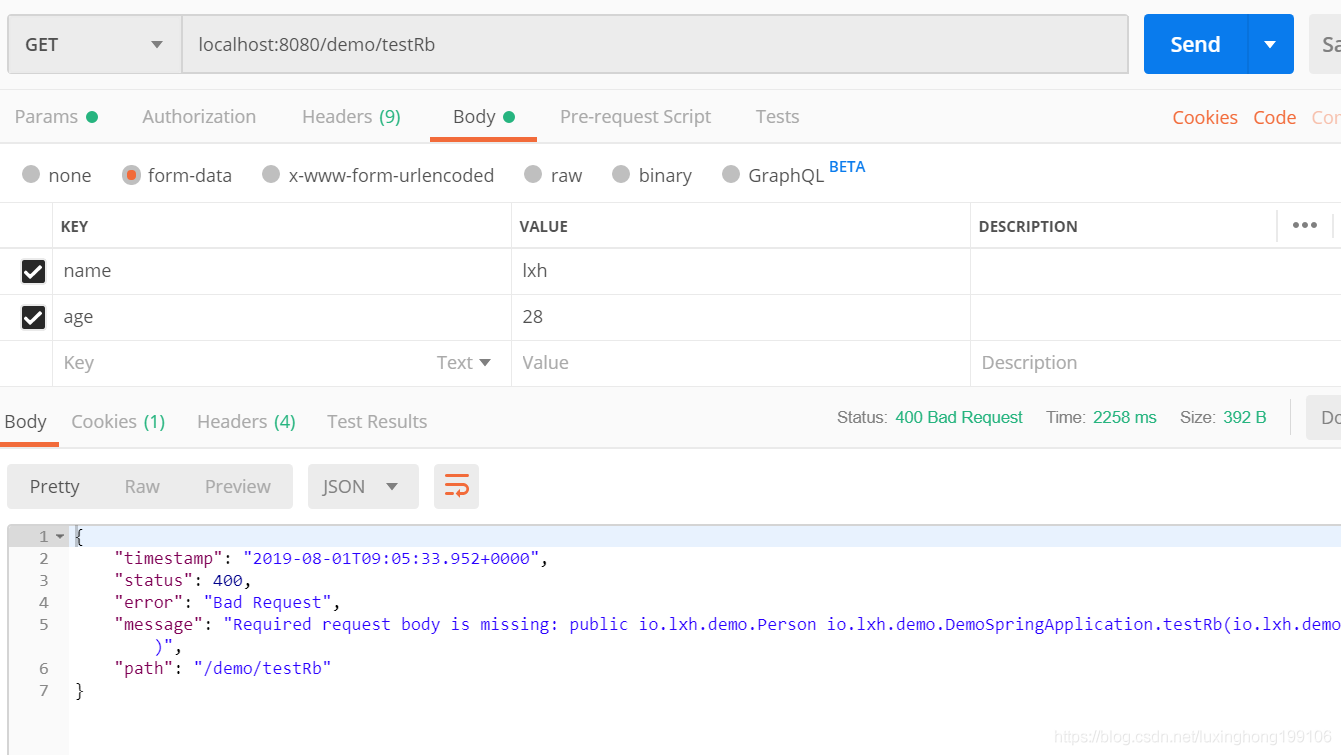 GET localhost:8080/demo/testRb Send Sa
Params Authorization Headers (9) Body Pre-request Script Tests Cookies Code Con
none form-data x-www-form-urlencoded raw binary GraphQL BETA
KEY VALUE DESCRIPTION
name lxh
age 28
Key Text Value Description
Body Cookies (1) Headers (4) Test Results Status: 400 Bad Request Time: 2258 ms Size: 392 B Do
Pretty Raw Preview JSON
1 {
2 "timestamp": "2019-08-01T09:05:33.952+0000",
3 "status": 400,
4 "error": "Bad Request",
5 "message": "Required request body is missing: public io.lxh.demo.Person io.lxh.demo.DemoSpringApplication.testRb(io.lxh.demo
)",
6 "path": "/demo/testRb"
7 }
https://blog.csdn.net/luxinghong199106